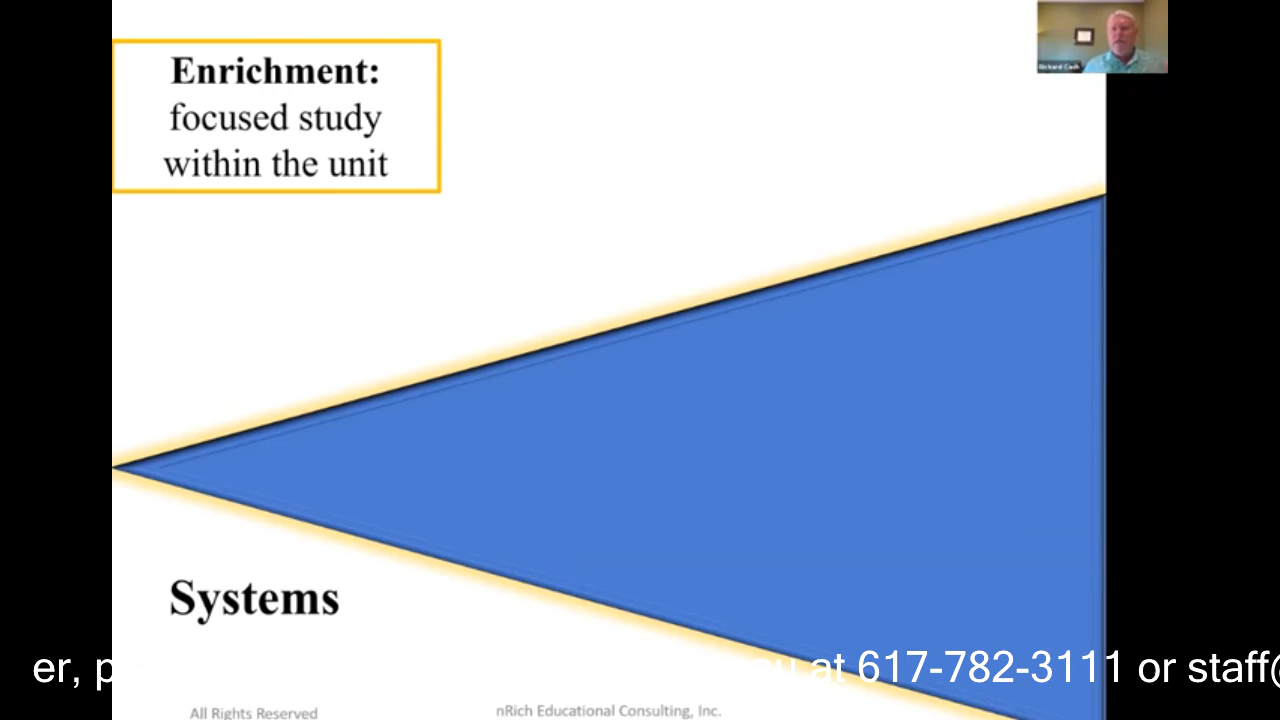 Enrichment:
focused study
within the unit
Systems
at 617-782-3111 or staff@
All Rights Reserved
nRich Educational Consulting, Inc.